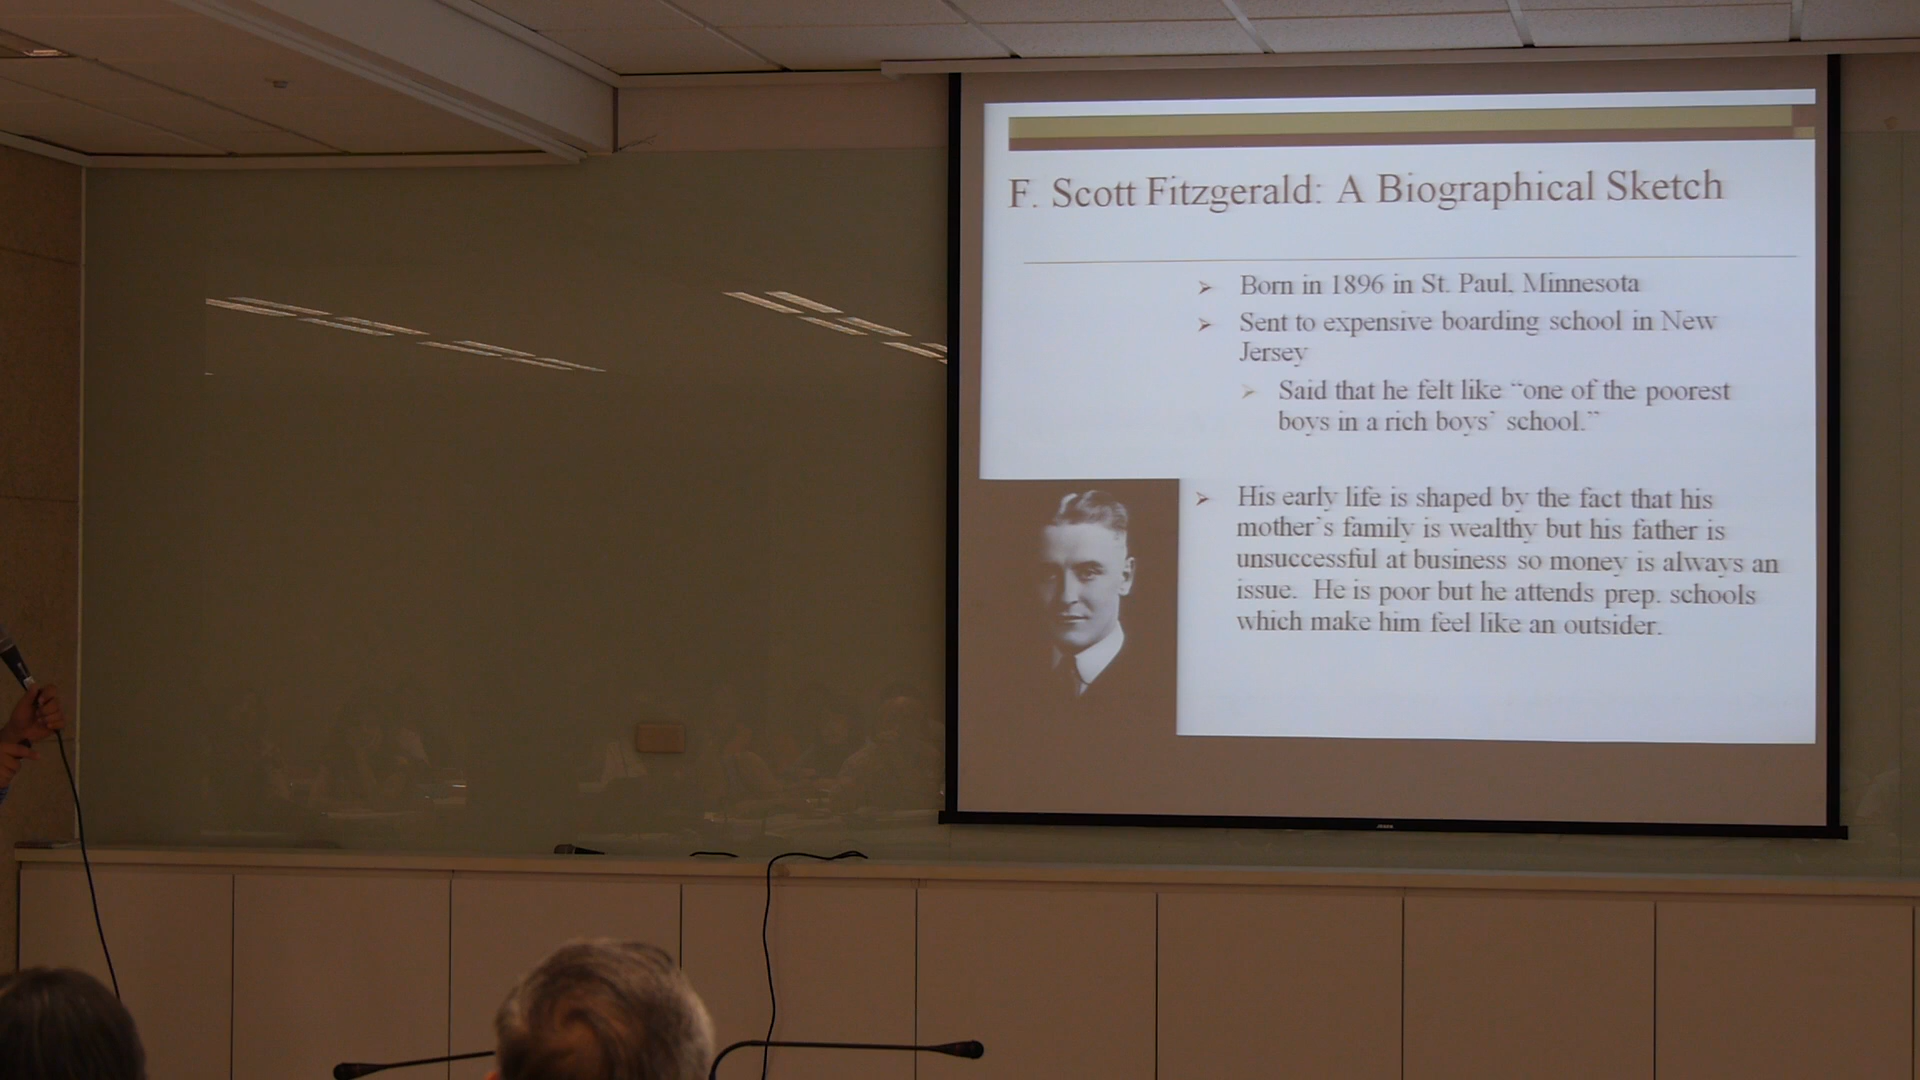 F. Scott Fitzgerald: A Biographical Sketch
Born in 1896 in St. Paul, Minnesota
Sent to expensive boarding school in New
Jersey
Said that he felt like “one of the poorest
boys in a rich boys’ school.”
His early life is shaped by the fact that his
mother’s family is wealthy but his father is
unsuccessful at business so money is always an
issue.  He is poor but he attends prep. schools
which make him feel like an outsider.